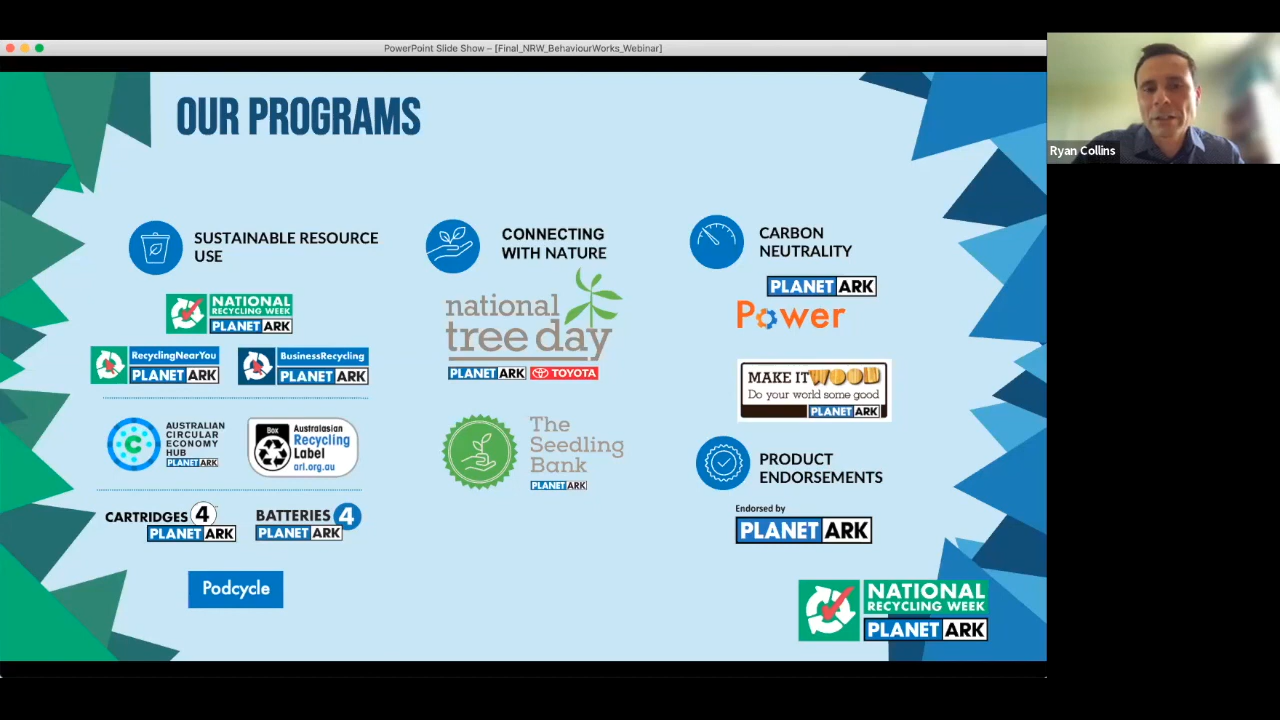 PowerPoint Slide Show – [Final_NRW_BehaviourWorks_Webinar]
OUR PROGRAMS
Ryan Collins
SUSTAINABLE RESOURCE
USE
NATIONAL
RECYCLING WEEK
PLANET ARK
RecyclingNearYou
PLANET ARK
BusinessRecycling
PLANET ARK
AUSTRALIAN
CIRCULAR
ECONOMY
HUB
PLANET ARK
C
Box
Australasian
Recycling
Label
arl.org.au
CARTRIDGES 4
PLANET ARK
BATTERIES 4
PLANET ARK
Podcycle
CONNECTING
WITH NATURE
national
tree day
PLANET ARK TOYOTA
The
Seedling
Bank
PLANET ARK
CARBON
NEUTRALITY
PLANET ARK
Power
MAKE IT WOOD
Do your world some good
PLANET ARK
PRODUCT
ENDORSEMENTS
Endorsed by
PLANET ARK
NATIONAL
RECYCLING WEEK
PLANET ARK